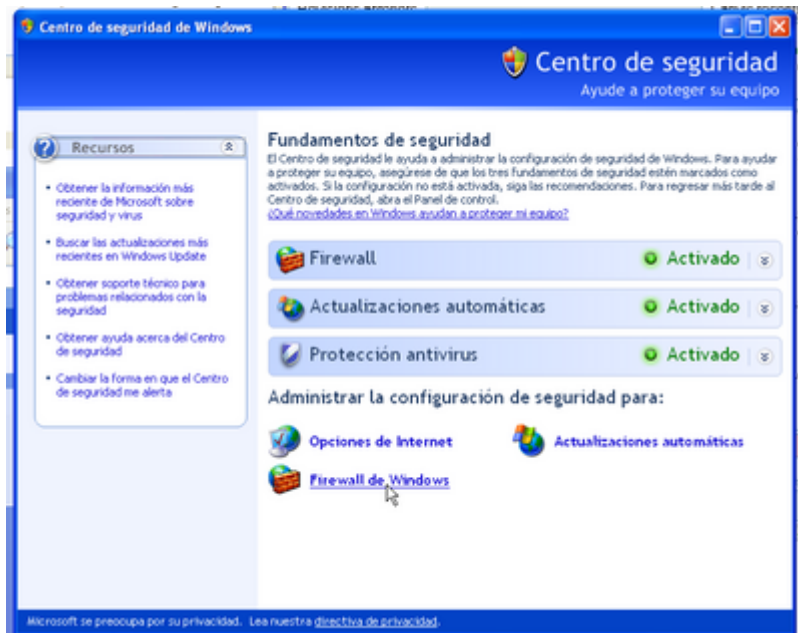 Centro de seguridad de Windows
Centro de seguridad
Ayude a proteger su equipo
Recursos
• Obtener la información más
reciente de Microsoft sobre
seguridad y virus
• Buscar las actualizaciones más
recientes en Windows Update
• Obtener soporte técnico para
problemas relacionados con la
seguridad
• Obtener ayuda acerca del Centro
de seguridad
• Cambiar la forma en que el Centro
de seguridad me alerta
Fundamentos de seguridad
El Centro de seguridad le ayuda a administrar la configuración de seguridad de Windows. Para ayudar
a proteger su equipo, asegúrese de que los tres fundamentos de seguridad estén marcados como
activados. Si la configuración no está activada, siga las recomendaciones. Para regresar más tarde al
Centro de seguridad, abra el Panel de control.
¿Qué novedades en Windows ayudan a proteger mi equipo?
Firewall Activado
Actualizaciones automáticas Activado
Protección antivirus Activado
Administrar la configuración de seguridad para:
Opciones de Internet Actualizaciones automáticas
Firewall de Windows
Microsoft se preocupa por su privacidad. Lea nuestra directiva de privacidad.